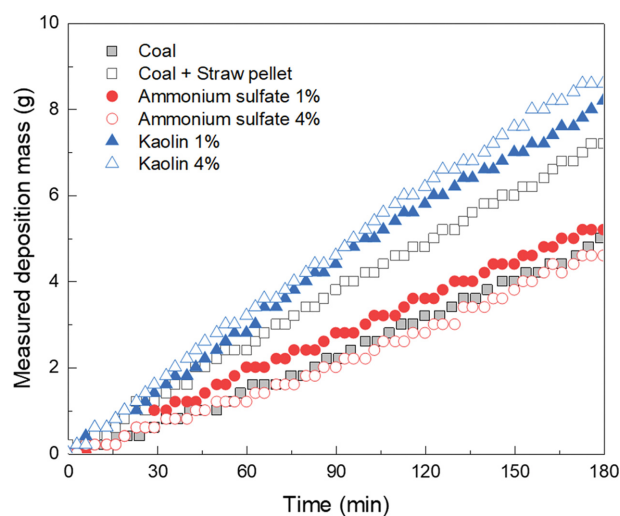 10
8
6
4
2
0
Measured deposition mass (g)
Coal
Coal + Straw pellet
Ammonium sulfate 1%
Ammonium sulfate 4%
Kaolin 1%
Kaolin 4%
0 30 60 90 120 150 180
Time (min)